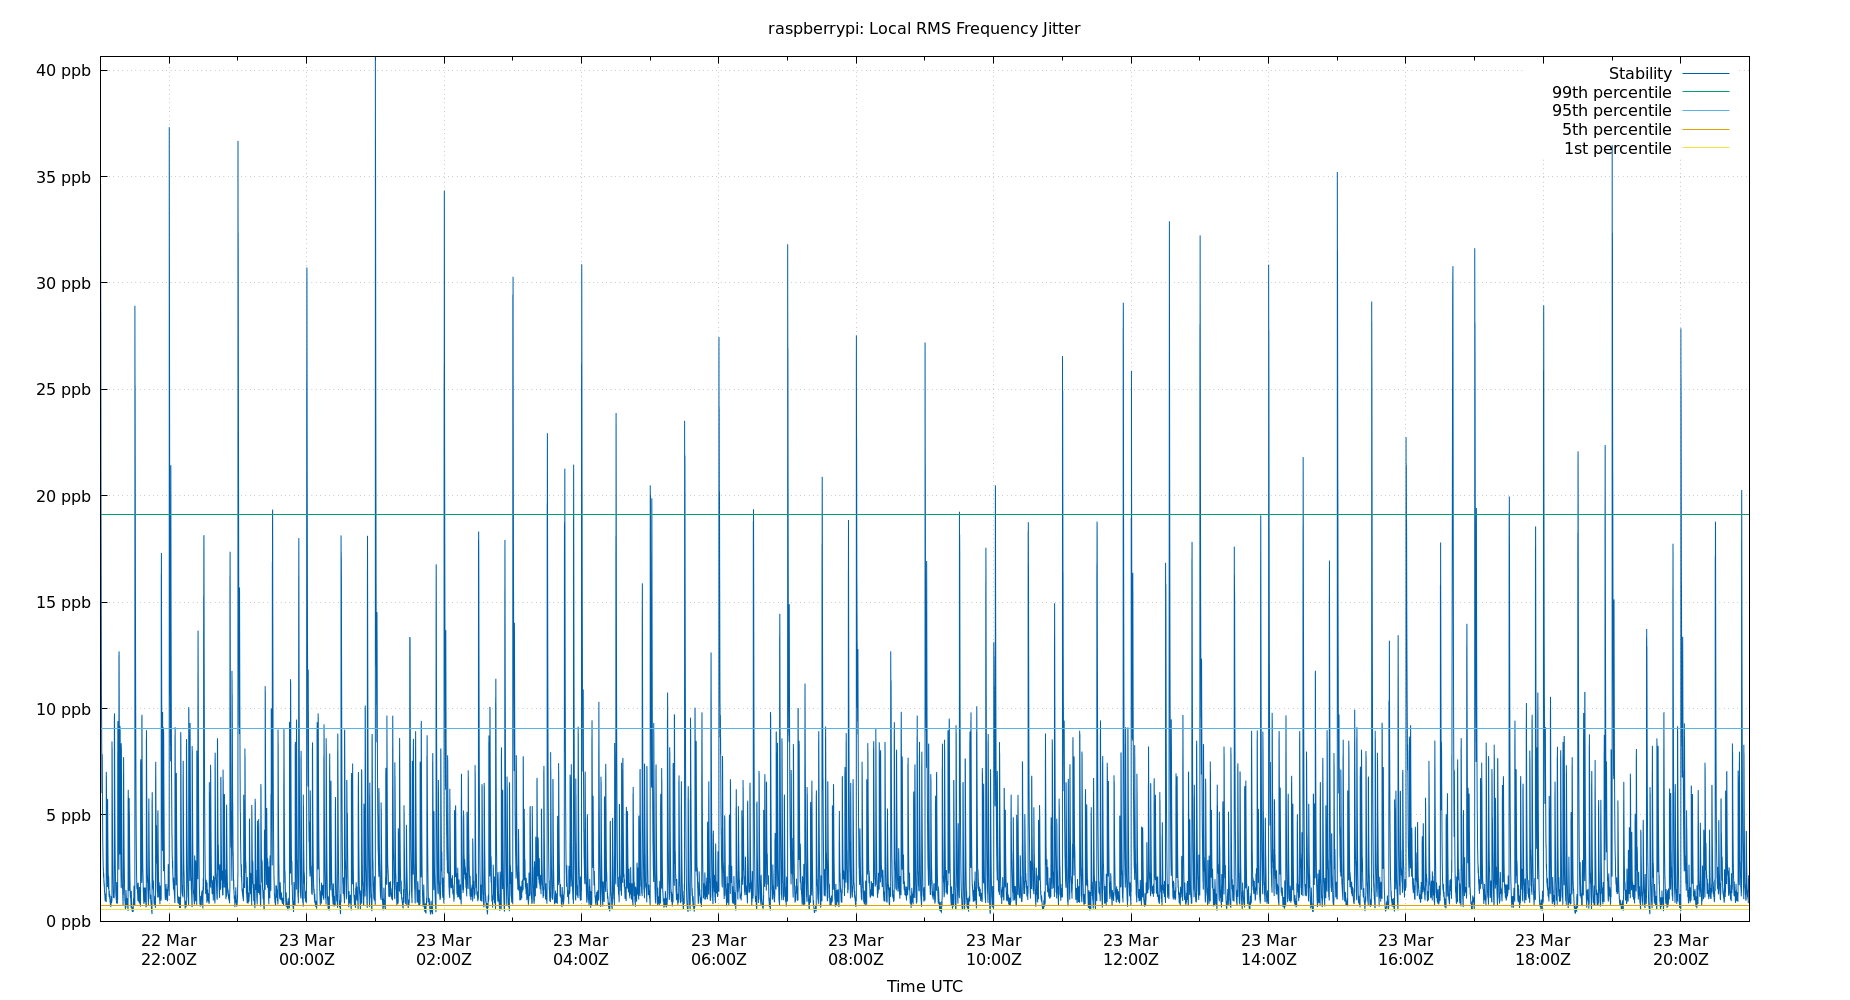 raspberrypi: Local RMS Frequency Jitter
40 ppb
35 ppb
30 ppb
25 ppb
20 ppb
15 ppb
10 ppb
5 ppb
0 ppb
Stability
99th percentile
95th percentile
5th percentile
1st percentile
22 Mar 23 Mar 23 Mar 23 Mar 23 Mar 23 Mar 23 Mar 23 Mar 23 Mar 23 Mar 23 Mar 23 Mar
22:00Z 00:00Z 02:00Z 04:00Z 06:00Z 08:00Z 10:00Z 12:00Z 14:00Z 16:00Z 18:00Z 20:00Z
Time UTC